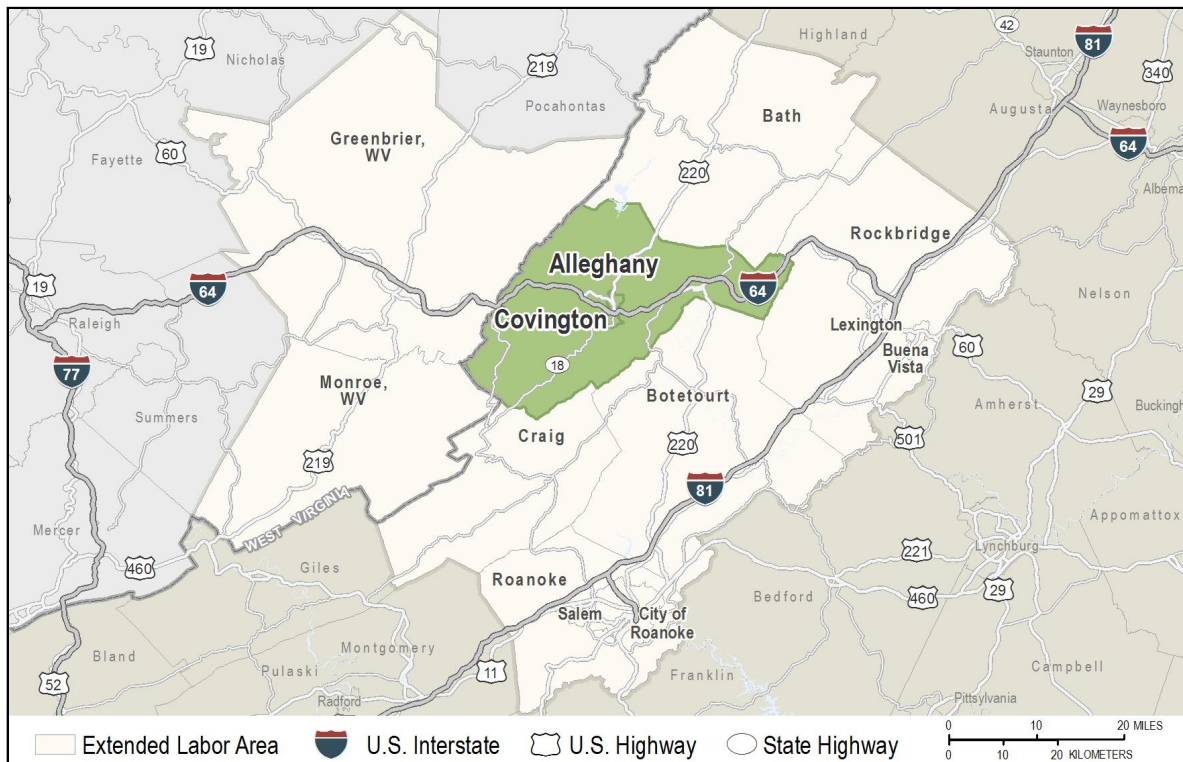 42
Highland
81
19
Staunton
Nicholas
219
340
Pocahontas
Augusta
Waynesboro
Bath
Greenbrier,
WV
64
60
Fayette
220
Albema
Rockbridge
Alleghany
64
19
64
Nelson
Raleigh
Covington
Lexington
Buena
Vista
60
77
18
29
Monroe,
WV
Botetourt
Amherst
Buckingh
Summers
Craig
220
501
219
81
Mercer
WEST VIRGINIA
Appomattox
460
221
Lynchburg
Giles
Roanoke
Bedford
460
29
Salem
City of
Roanoke
Montgomery
Bland
Pulaski
11
Franklin
Campbell
52
Radford
Pittsylvania
Extended Labor Area
U.S. Interstate
U.S. Highway
State Highway
0 10 20 MILES
0 10 20 KILOMETERS